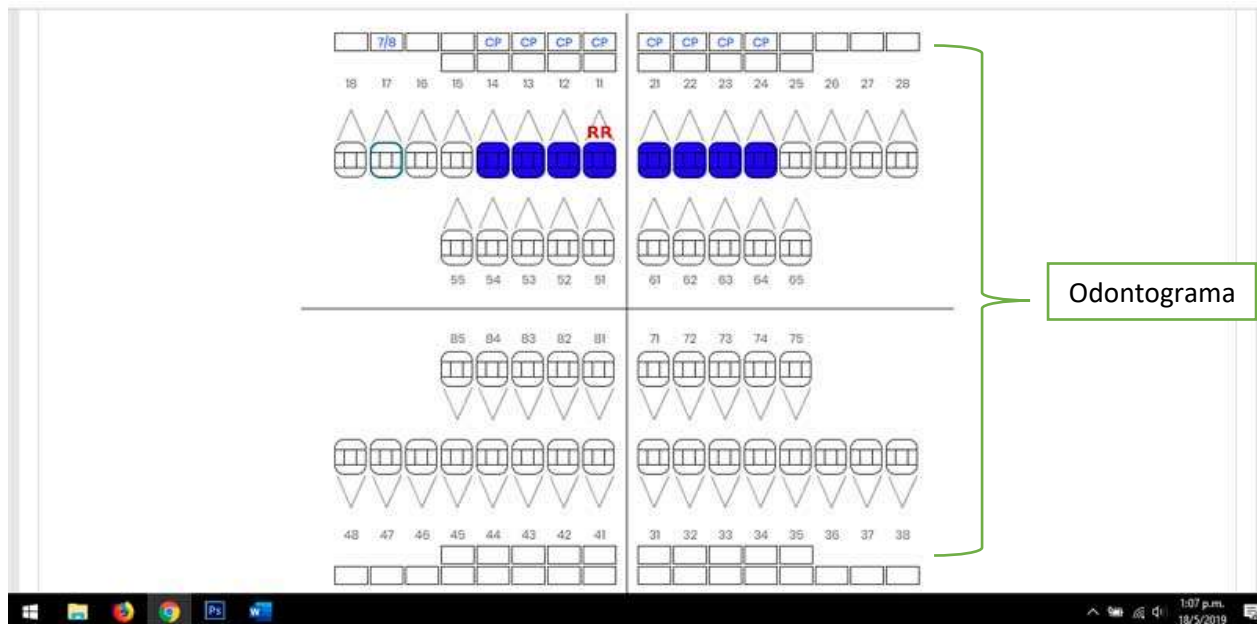 7/8 CP CP CP CP CP CP CP CP
18 17 16 15 14 13 12 11 21 22 23 24 25 26 27 28
RR
55 54 53 52 51 61 62 63 64 65
Odontograma
85 84 83 82 81 71 72 73 74 75
48 47 46 45 44 43 42 41 31 32 33 34 35 36 37 38
Ps W
1:07 p.m.
18/5/2019